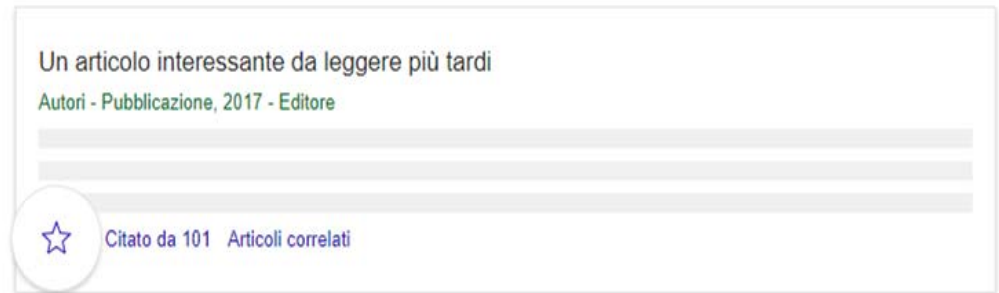 Un articolo interessante da leggere più tardi
Autori - Pubblicazione, 2017 - Editore
Citato da 101 Articoli correlati